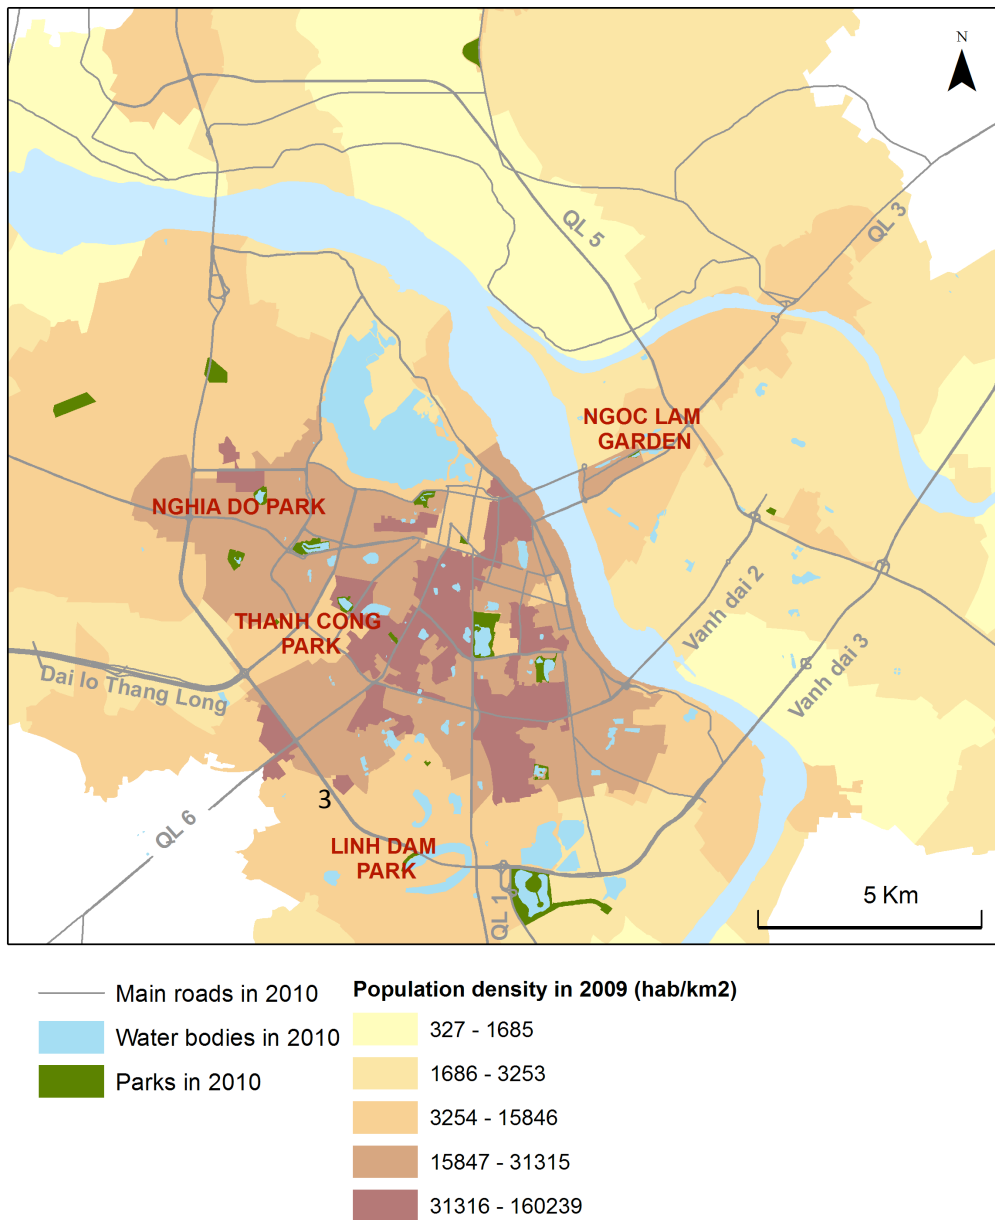 N
QL 3
QL 5
NGOC LAM
GARDEN
NGHIA DO PARK
THANH CONG
PARK
Vanh dai 2
Vanh dai 3
Dai lo Thang Long
3
QL 6
LINH DAM
PARK
QL 1
5 Km
Main roads in 2010
Water bodies in 2010
Parks in 2010
Population density in 2009 (hab/km2)
327 - 1685
1686 - 3253
3254 - 15846
15847 - 31315
31316 - 160239